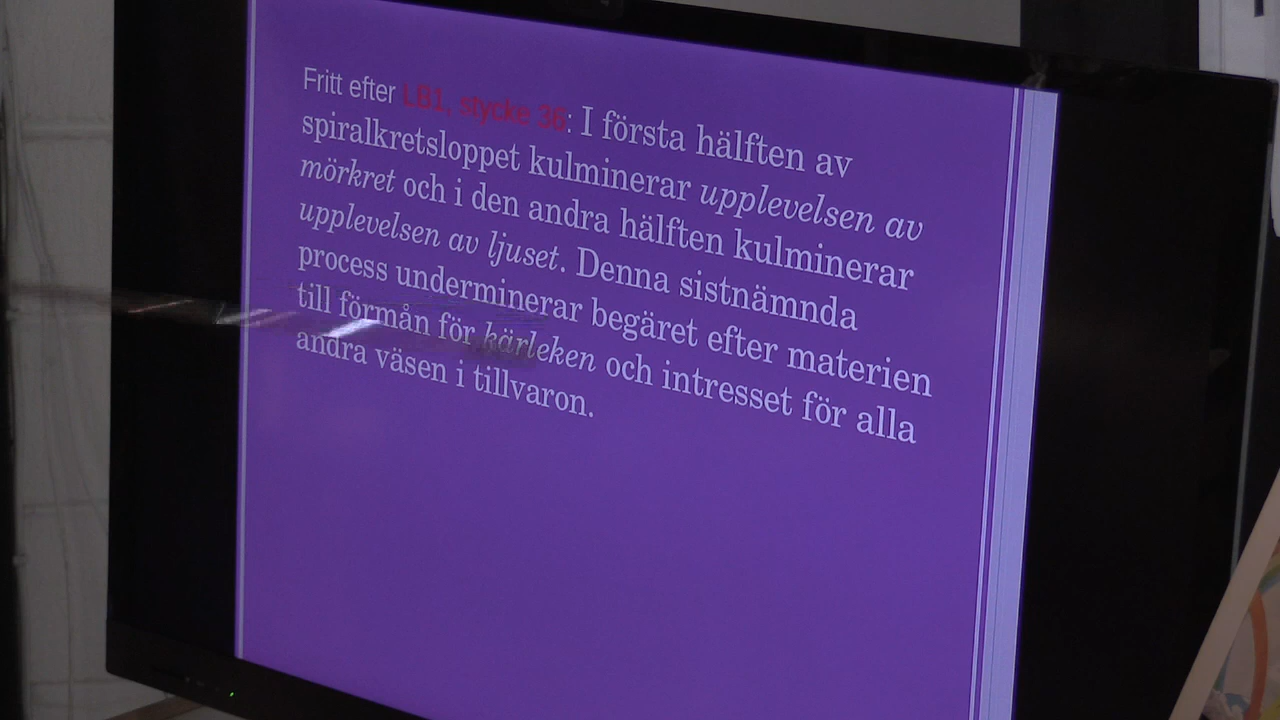 Fritt efter LB1, stycke 36: I första hälften av
spiralkretsloppet kulminerar upplevelsen av
mörkret och i den andra hälften kulminerar
upplevelsen av ljuset. Denna sistnämnda
process underminerar begäret efter materien
till förmån för kärleken och intresset för alla
andra väsen i tillvaron.